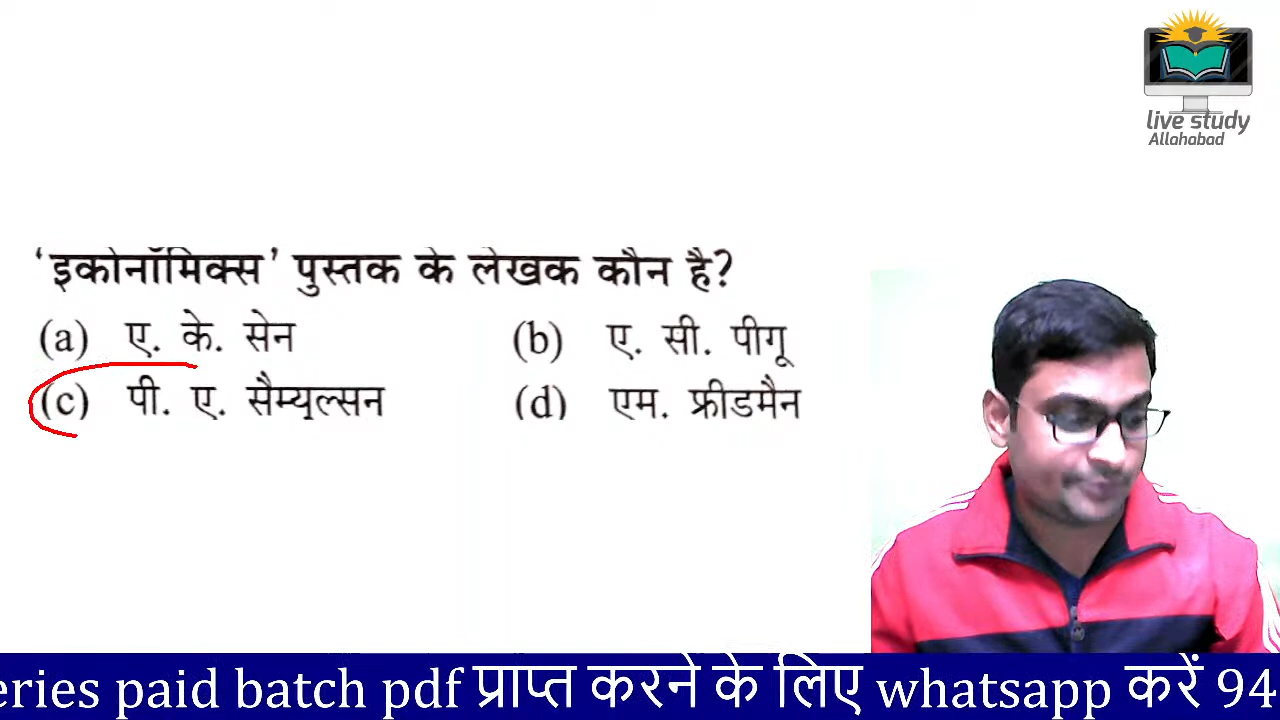 live study
Allahabad
‘इकोनॉमिक्स’ पुस्तक के लेखक कौन है?
(a) ए. के. सेन (b) ए. सी. पीगू
(c) पी. ए. सैम्यूल्सन (d) एम. फ्रीडमैन
eries paid batch pdf प्राप्त करने के लिए whatsapp करें 94